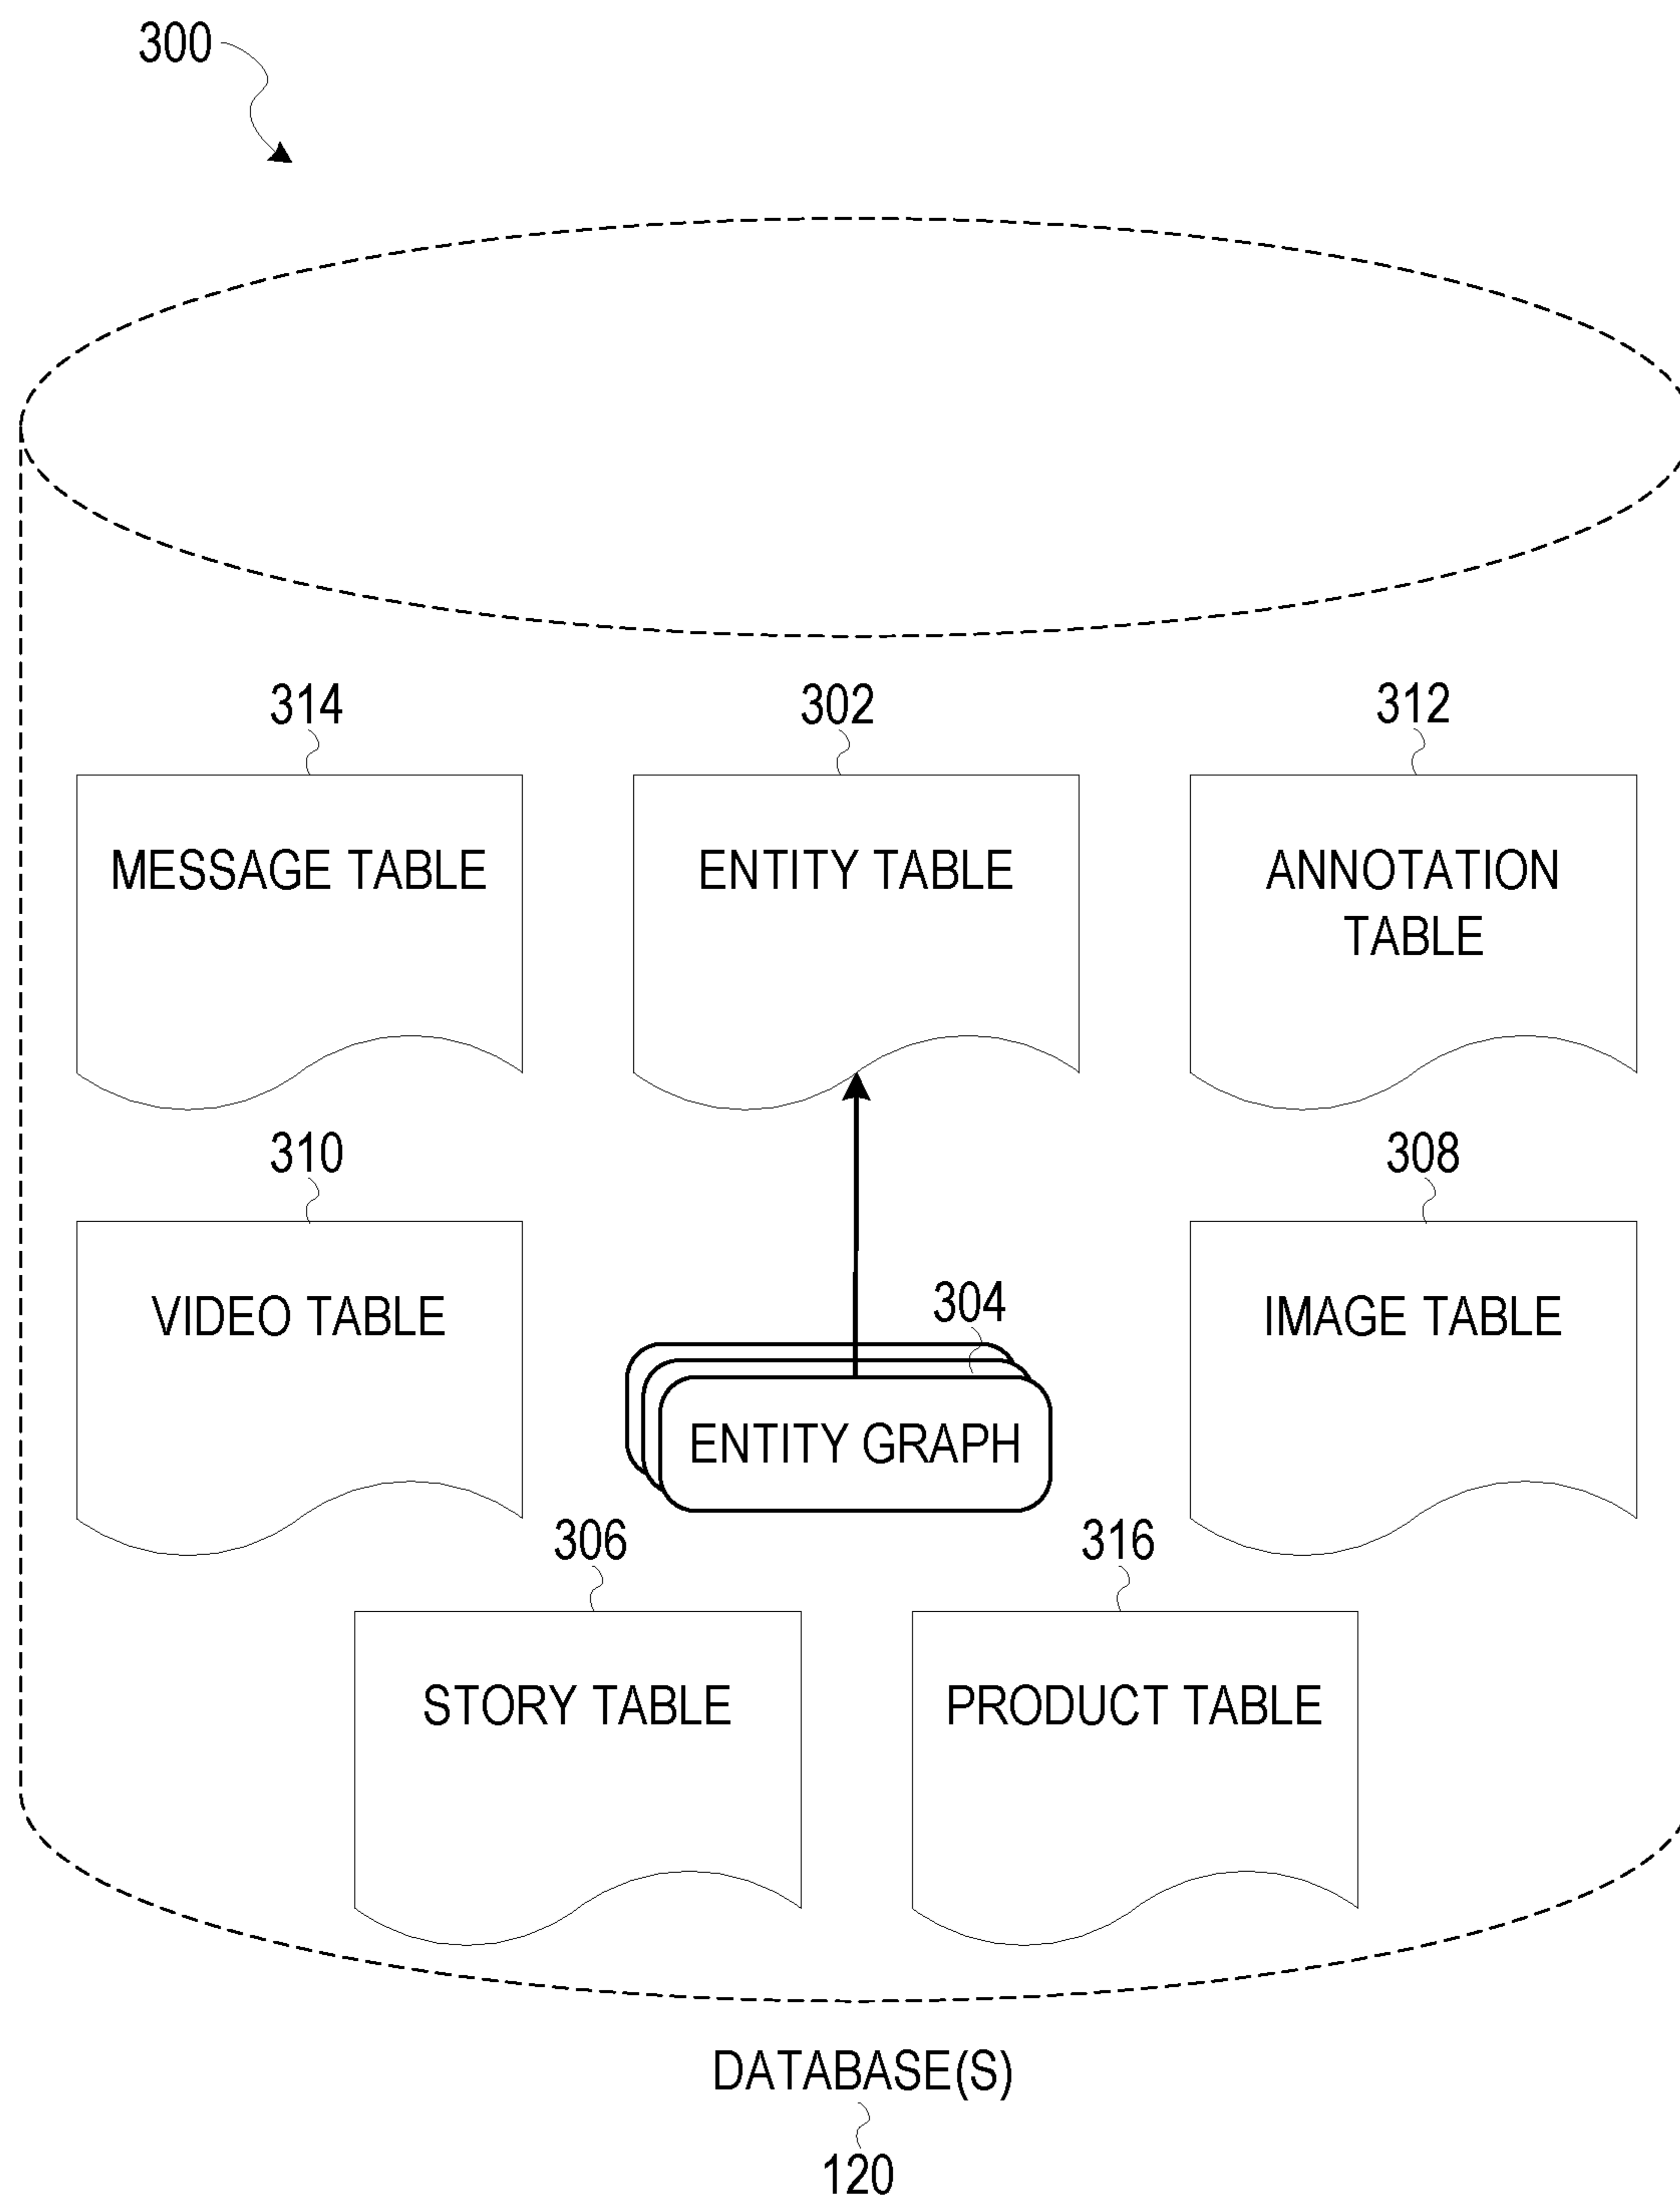 300
314
302
312
MESSAGE TABLE
ENTITY TABLE
ANNOTATION
TABLE
310
308
VIDEO TABLE
304
IMAGE TABLE
ENTITY GRAPH
306
316
STORY TABLE
PRODUCT TABLE
DATABASE(S)
120